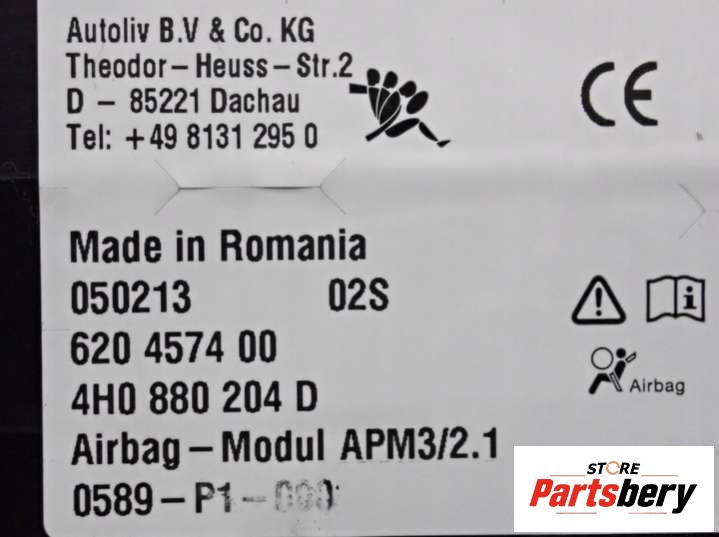 Autoliv B.V & Co. KG
Theodor-Heuss-Str.2
D - 85221 Dachau
Tel: +49 8131 295 0
CE
Made in Romania
050213 02S
620 4574 00
4H0 880 204 D
Airbag
Airbag-Modul APM3/2.1
0589-P1-
STORE
Partsbery